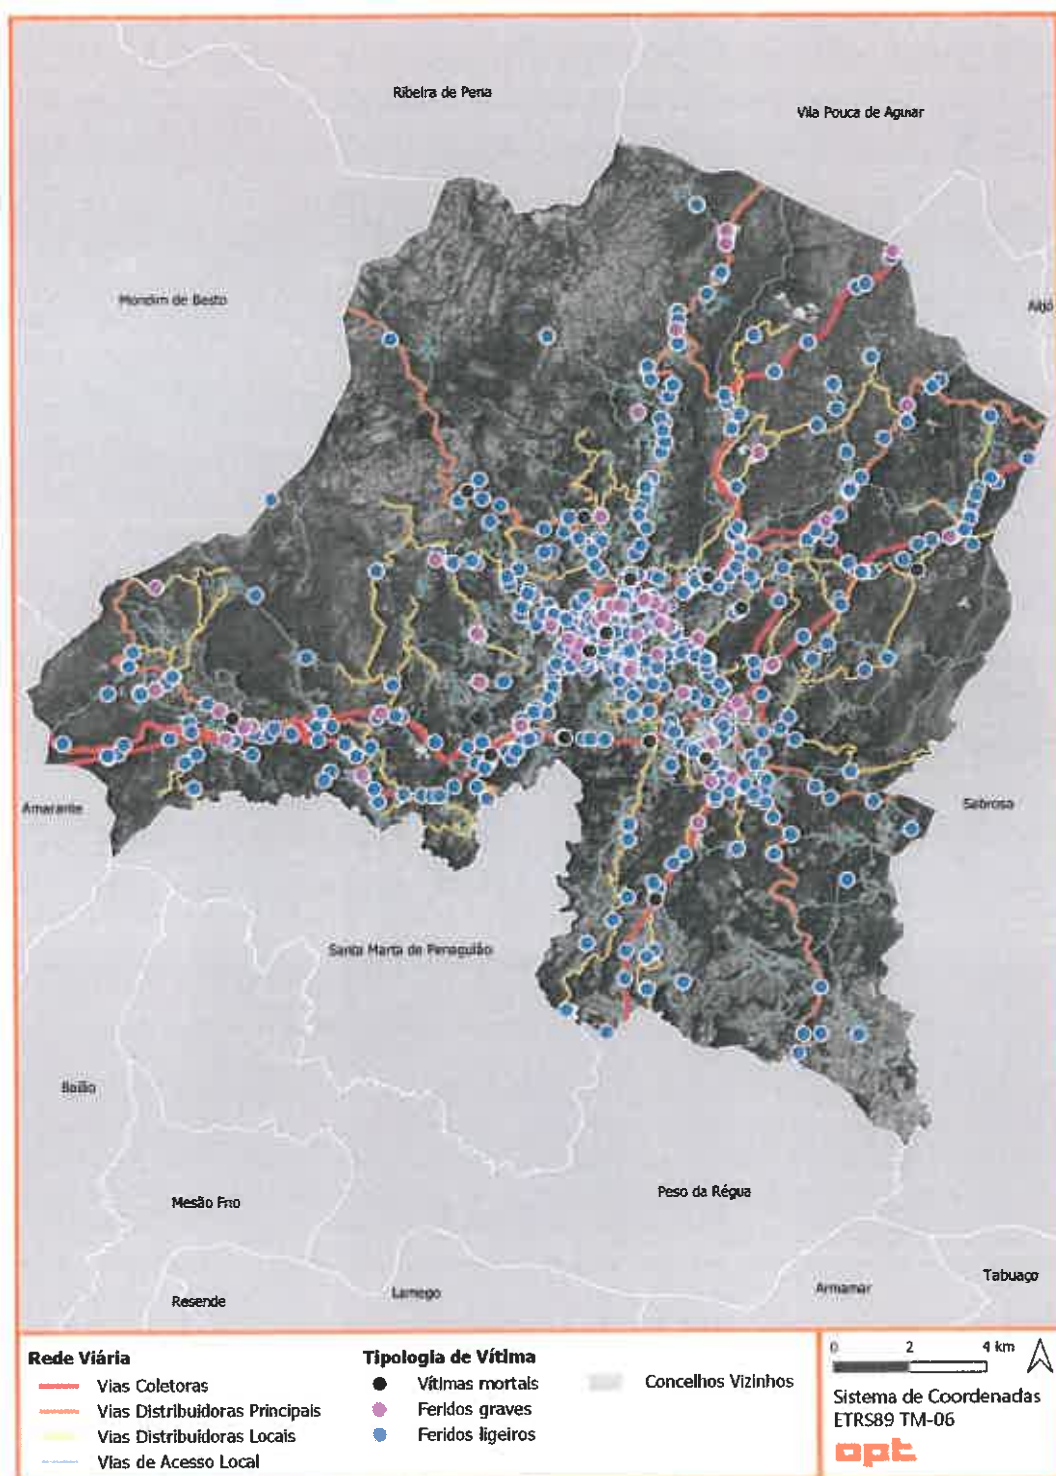 Ribeira de Pena
Vila Pouca de Aguiar
Mondim de Basto
Alijó
Amarante
Sabrosa
Santa Marta de Penaguião
Baião
Mesão Frio
Peso da Régua
Resende
Lamego
Armamar
Tabuaço
Rede Viária
Vias Coletoras
Vias Distribuidoras Principais
Vias Distribuidoras Locais
Vias de Acesso Local
Tipologia de Vítima
Vítimas mortais
Feridos graves
Feridos ligeiros
Concelhos Vizinhos
0 2 4 km
Sistema de Coordenadas
ETRS89 TM-06
opt